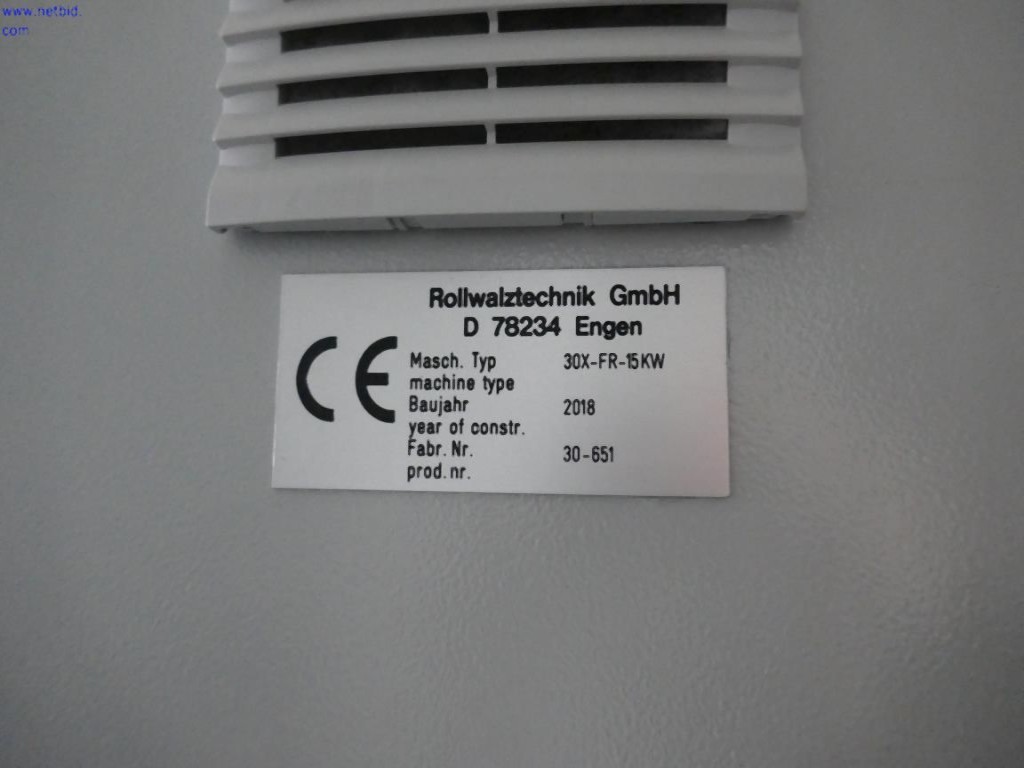 www.netbid.
com
Rollwalztechnik GmbH
D 78234 Engen
CE
Masch. Typ 30X-FR-15KW
machine type
Baujahr 2018
year of constr.
Fabr. Nr. 30-651
prod. nr.